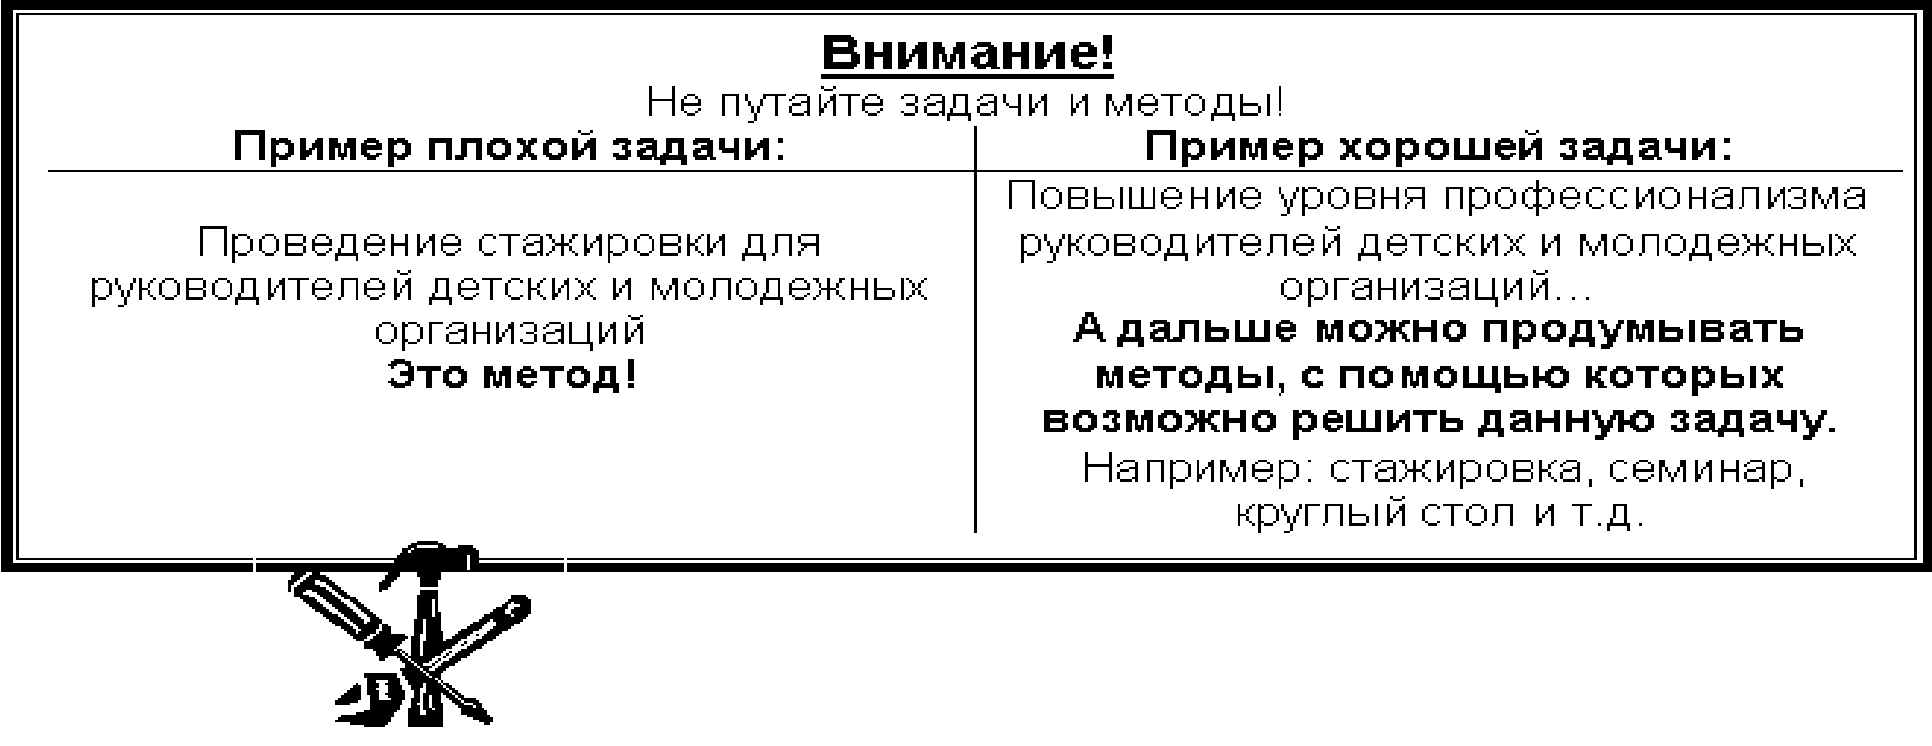 Внимание!
Не путайте задачи и методы!
Пример плохой задачи:
Проведение стажировки для
руководителей детских и молодежных
организаций
Это метод!
Пример хорошей задачи:
Повышение уровня профессионализма
руководителей детских и молодежных
организаций...
А дальше можно продумывать
методы, с помощью которых
возможно решить данную задачу.
Например: стажировка, семинар,
круглый стол и т.д.